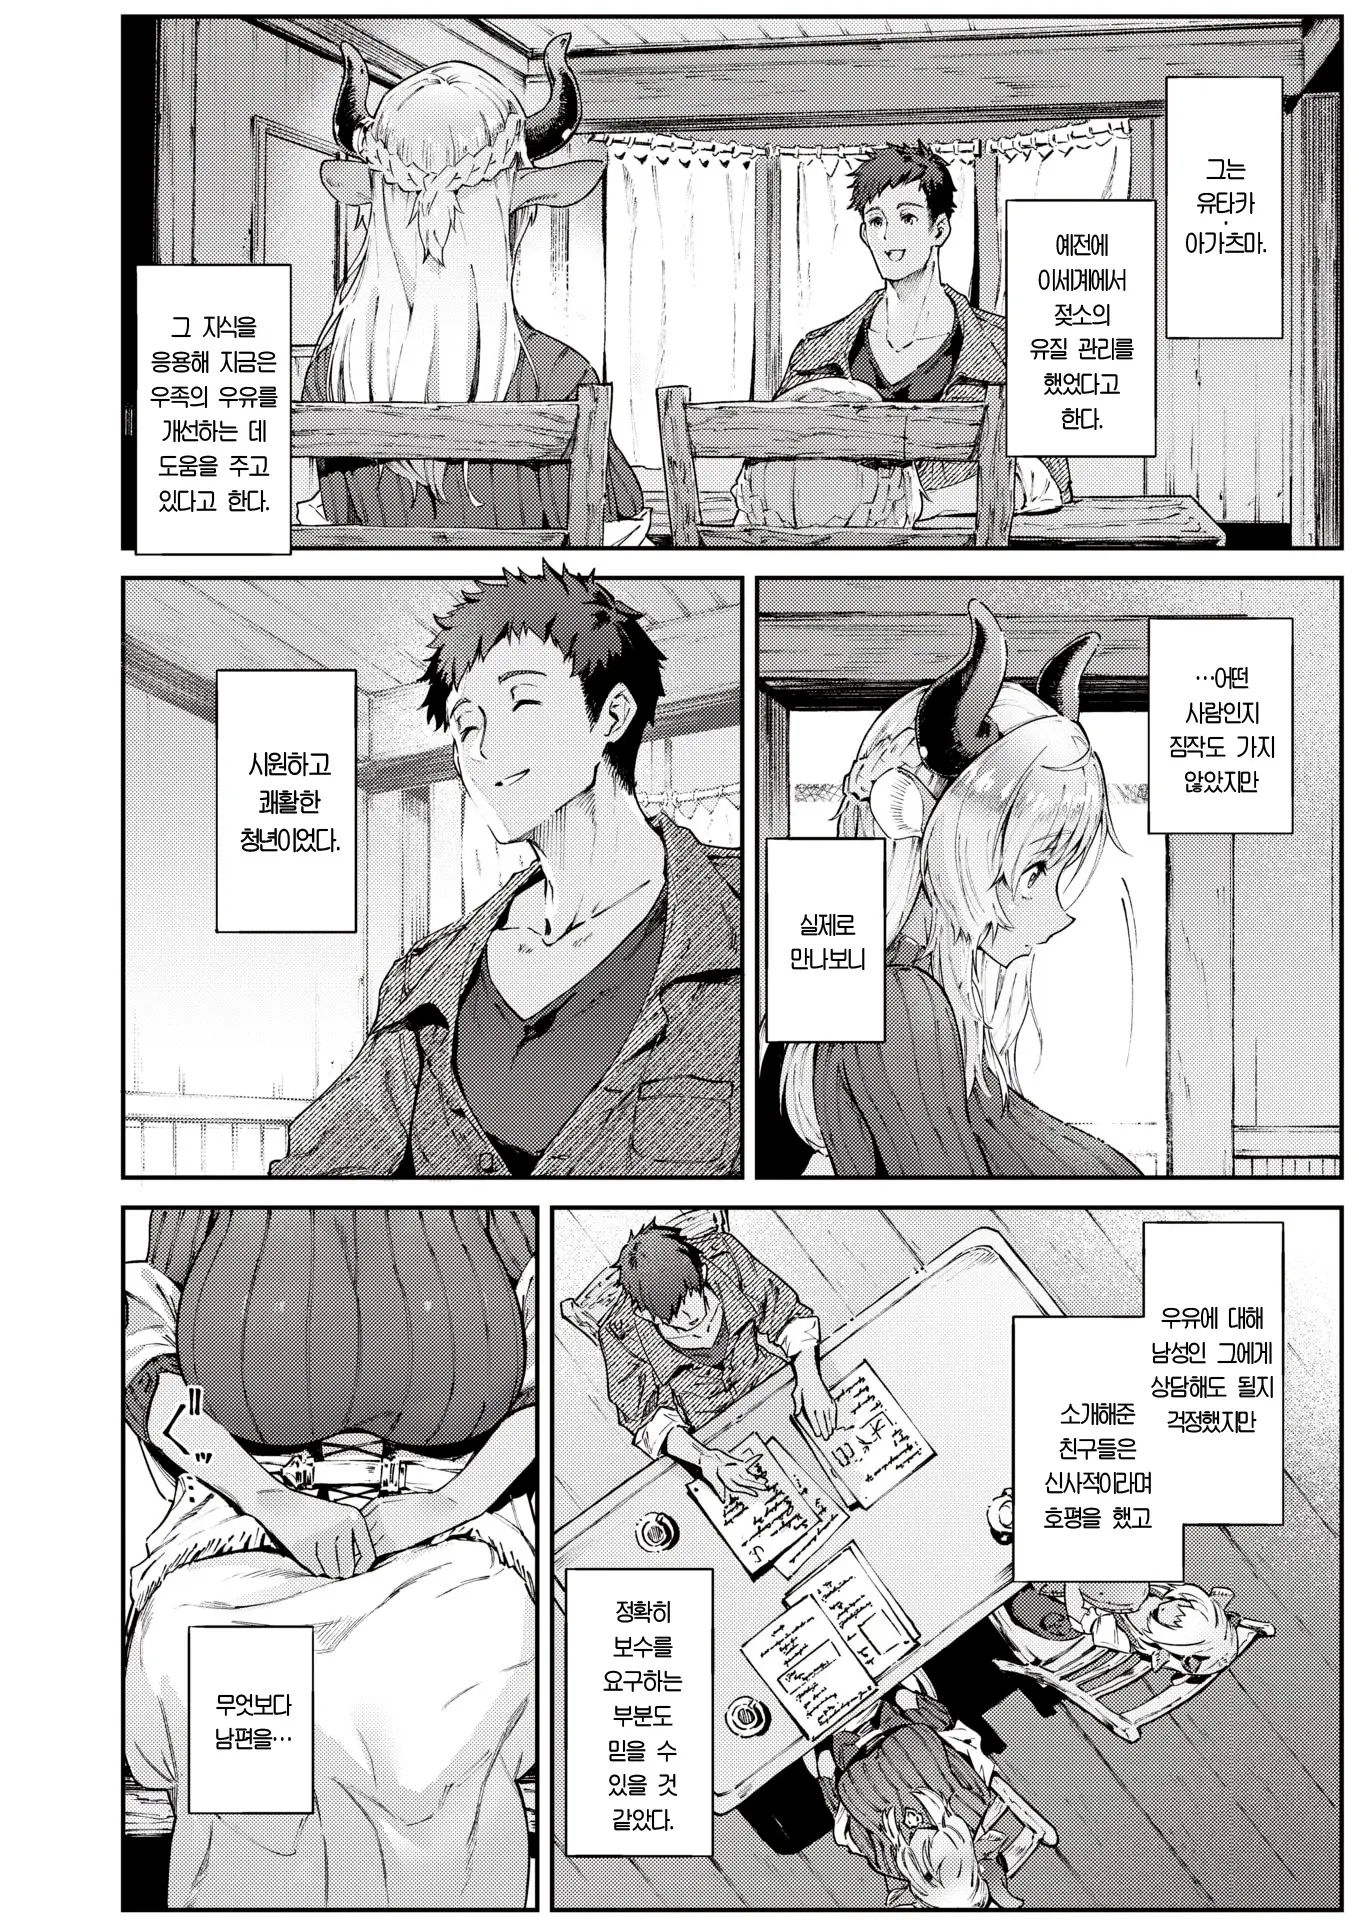 그는
유타카
·
아가츠마.
예전에
이세계에서
젖소의
유질 관리를
했었다고
한다.
그 지식을
응용해 지금은
우족의 우유를
개선하는 데
도움을 주고
있다고 한다.
…어떤
사람인지
짐작도 가지
않았지만
실제로
만나보니
시원하고
쾌활한
청년이었다.
우유에 대해
남성인 그에게
상담해도 될지
걱정했지만
소개해준
친구들은
신사적이라며
호평을 했고
정확히
보수를
요구하는
부분도
믿을 수
있을 것
같았다.
무엇보다
남편을…